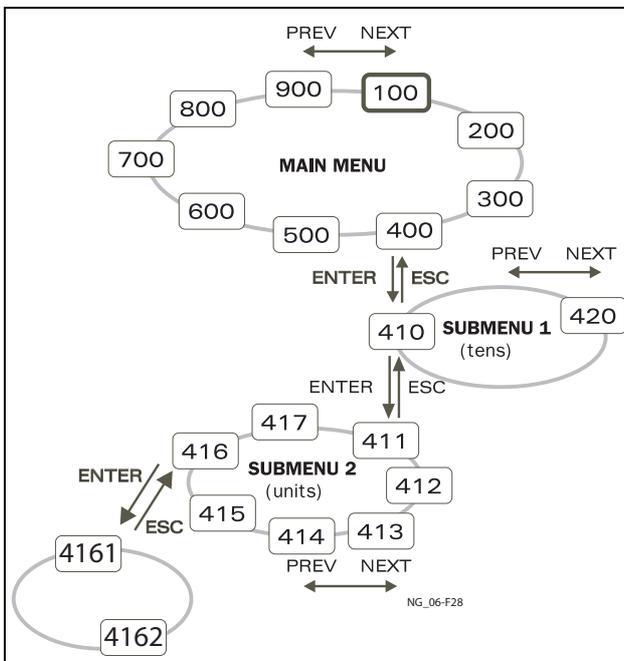 PREV NEXT
900 100
800 200
700 MAIN MENU
600 300
500 400
ENTER ESC
PREV NEXT
410 SUBMENU 1 420
(tens)
ENTER ESC
417 411
416 SUBMENU 2 412
(units)
ENTER
ESC
415 414 413
PREV NEXT
4161
4162
NG_06-F28